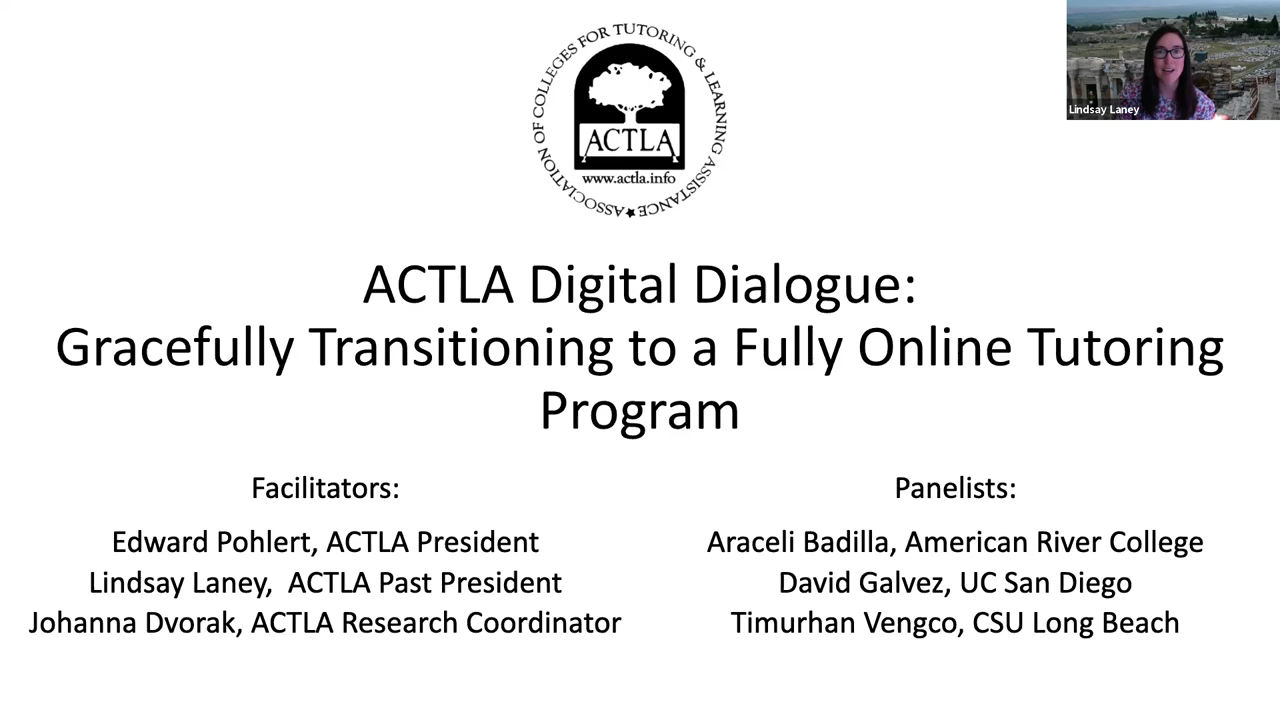 ASSOCIATION OF COLLEGES FOR TUTORING & LEARNING ASSISTANCE
ACTLA
www.actla.info
Lindsay Laney
ACTLA Digital Dialogue:
Gracefully Transitioning to a Fully Online Tutoring
Program
Facilitators:
Edward Pohlert, ACTLA President
Lindsay Laney, ACTLA Past President
Johanna Dvorak, ACTLA Research Coordinator
Panelists:
Araceli Badilla, American River College
David Galvez, UC San Diego
Timurhan Vengco, CSU Long Beach